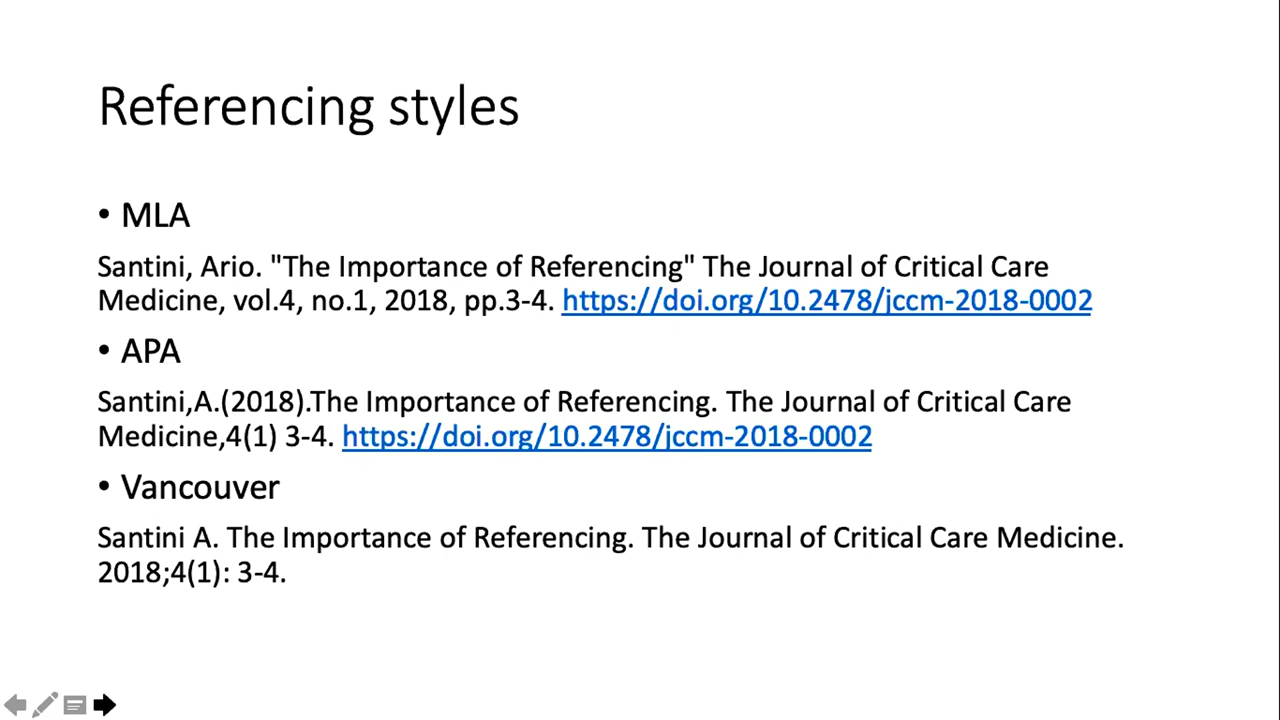 Referencing styles
• MLA
Santini, Ario. "The Importance of Referencing" The Journal of Critical Care
Medicine, vol.4, no.1, 2018, pp.3-4. https://doi.org/10.2478/jccm-2018-0002
• APA
Santini,A.(2018).The Importance of Referencing. The Journal of Critical Care
Medicine,4(1) 3-4. https://doi.org/10.2478/jccm-2018-0002
• Vancouver
Santini A. The Importance of Referencing. The Journal of Critical Care Medicine.
2018;4(1): 3-4.